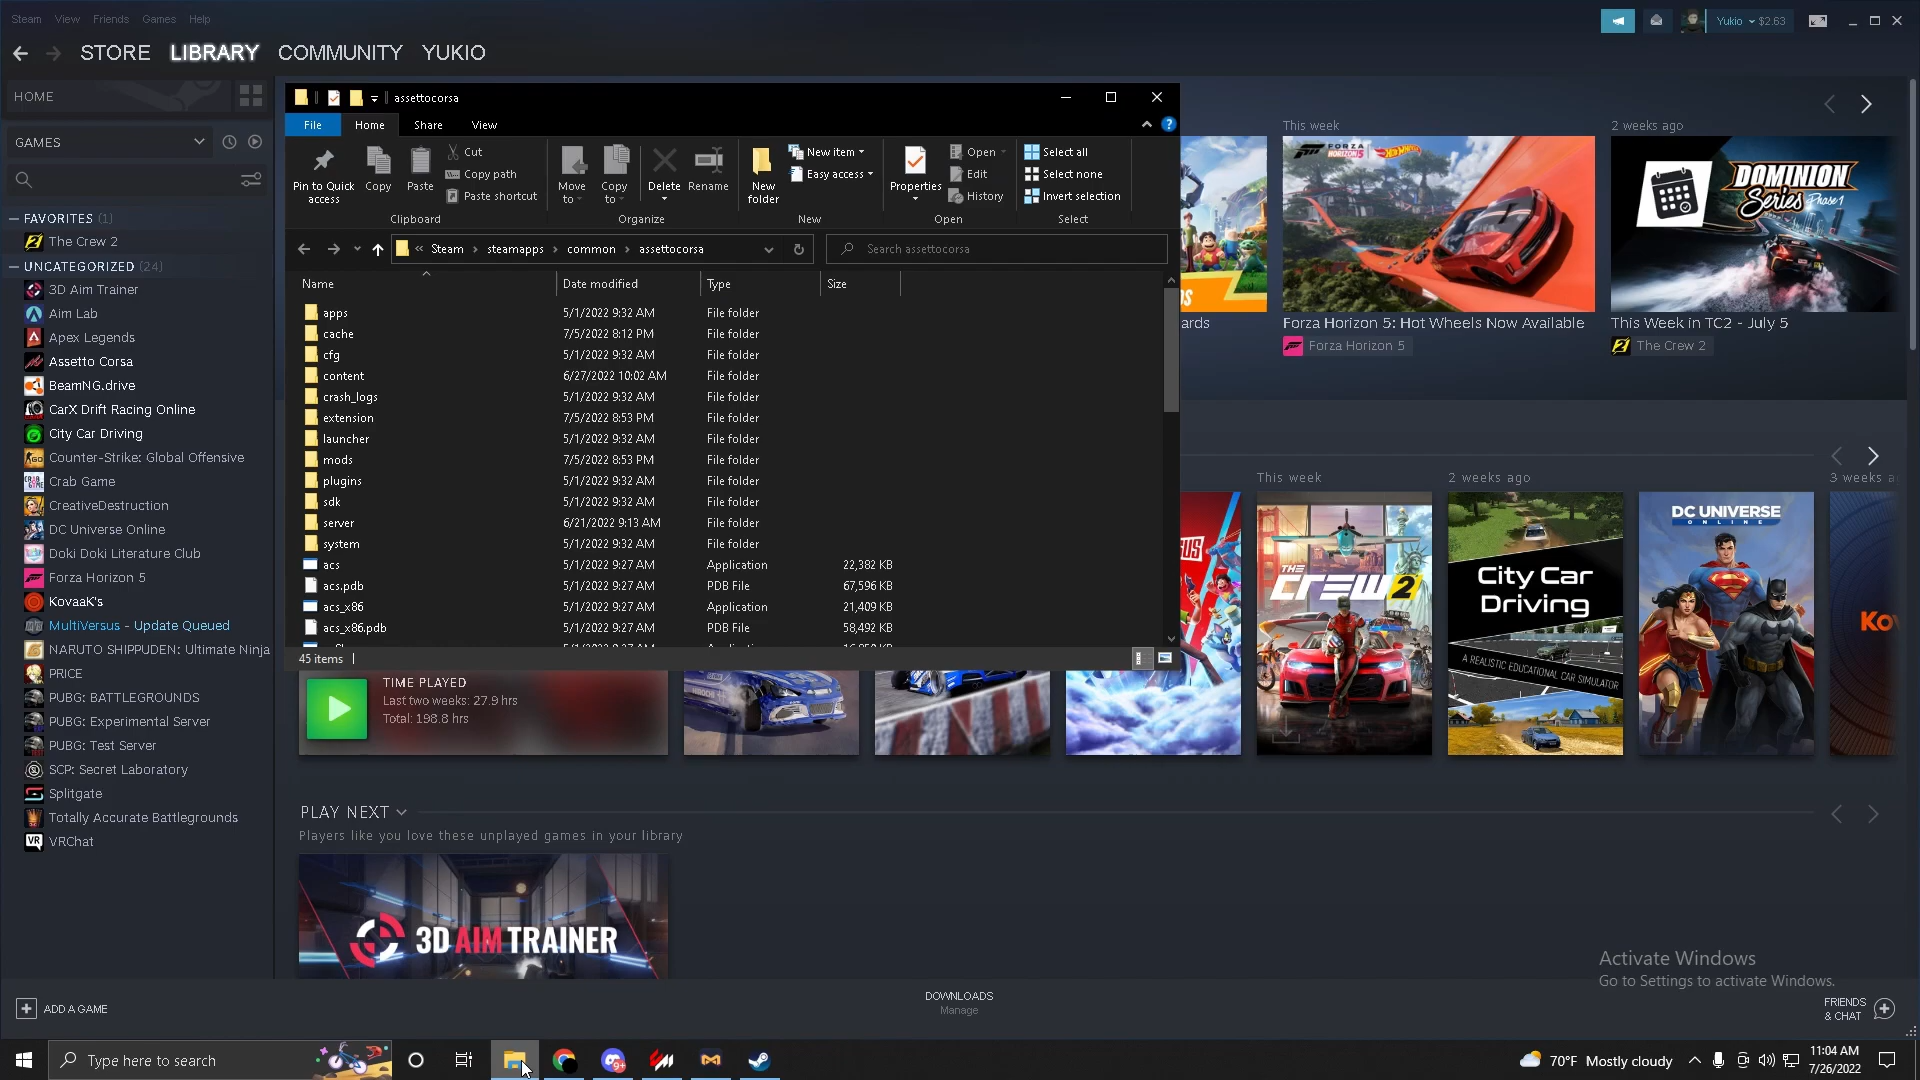 Steam View Friends Games Help
Yukio $2.63
STORE LIBRARY COMMUNITY YUKIO
HOME
GAMES
FAVORITES (1)
The Crew 2
UNCATEGORIZED (24)
3D Aim Trainer
Aim Lab
Apex Legends
Assetto Corsa
BeamNG.drive
CarX Drift Racing Online
City Car Driving
Counter-Strike: Global Offensive
Crab Game
CreativeDestruction
DC Universe Online
Doki Doki Literature Club
Forza Horizon 5
KovaaK's
MultiVersus - Update Queued
NARUTO SHIPPUDEN: Ultimate Ninja
PRICE
PUBG: BATTLEGROUNDS
PUBG: Experimental Server
PUBG: Test Server
SCP: Secret Laboratory
Splitgate
Totally Accurate Battlegrounds
VRChat
ADD A GAME
assettocorsa
File Home Share View
Pin to Quick access
Copy
Paste
Cut
Copy path
Paste shortcut
Clipboard
Move to
Copy to
Delete
Rename
Organize
New folder
New item
Easy access
New
Properties
Open
Edit
History
Open
Select all
Select none
Invert selection
Select
« Steam > steamapps > common > assettocorsa
Search assettocorsa
Name Date modified Type Size
apps 5/1/2022 9:32 AM File folder
cache 7/5/2022 8:12 PM File folder
cfg 5/1/2022 9:32 AM File folder
content 6/27/2022 10:02 AM File folder
crash_logs 5/1/2022 9:32 AM File folder
extension 7/5/2022 8:53 PM File folder
launcher 5/1/2022 9:32 AM File folder
mods 7/5/2022 8:53 PM File folder
plugins 5/1/2022 9:32 AM File folder
sdk 5/1/2022 9:32 AM File folder
server 6/21/2022 9:13 AM File folder
system 5/1/2022 9:32 AM File folder
acs 5/1/2022 9:27 AM Application 22,382 KB
acs.pdb 5/1/2022 9:27 AM PDB File 67,596 KB
acs_x86 5/1/2022 9:27 AM Application 21,409 KB
acs_x86.pdb 5/1/2022 9:27 AM PDB File 58,492 KB
45 items
This week
2 weeks ago
FORZA HORIZON 5
DOMINION
Series Phase 1
ards
Forza Horizon 5: Hot Wheels Now Available
Forza Horizon 5
This Week in TC2 - July 5
The Crew 2
This week
2 weeks ago
3 weeks a
US
THE CREW 2
City Car Driving
A REALISTIC EDUCATIONAL CAR SIMULATOR
DC UNIVERSE
ONLINE
Ko
TIME PLAYED
Last two weeks: 27.9 hrs
Total: 198.8 hrs
PLAY NEXT
Players like you love these unplayed games in your library
3D AIM TRAINER
Activate Windows
Go to Settings to activate Windows.
DOWNLOADS
Manage
FRIENDS
& CHAT
Type here to search
9+
70°F Mostly cloudy
11:04 AM
7/26/2022